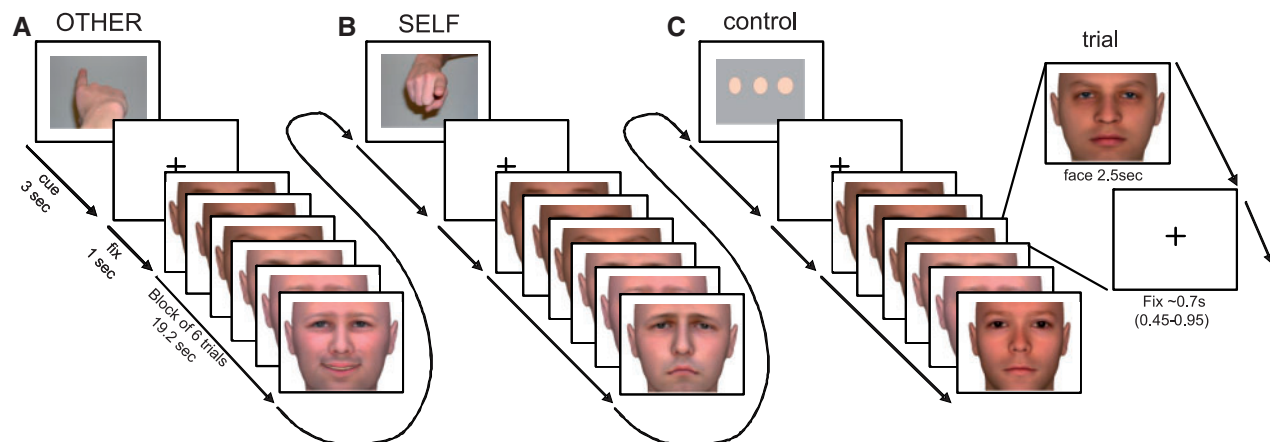 A OTHER
B SELF
C control
trial
face 2.5sec
Fix ~0.7s
(0.45-0.95)
cue
3 sec
fix
1 sec
Block of 6 trials
19.2 sec